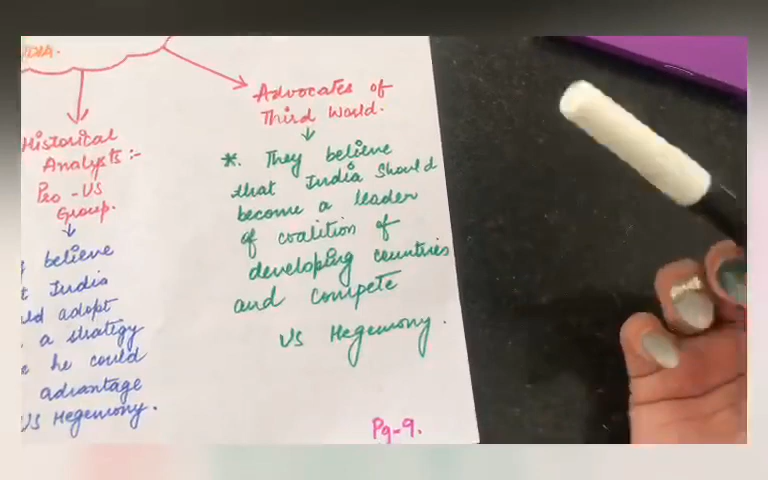 DIA.
Historical
Analysts:-
Pro-US
Group.
believe
India
adopt
a strategy
he could
advantage
US Hegemony.
Advocates of
Third World.
*. They believe
that India should
become a leader
of coalition of
developing countries
and compete
US Hegemony.
Pg-9.